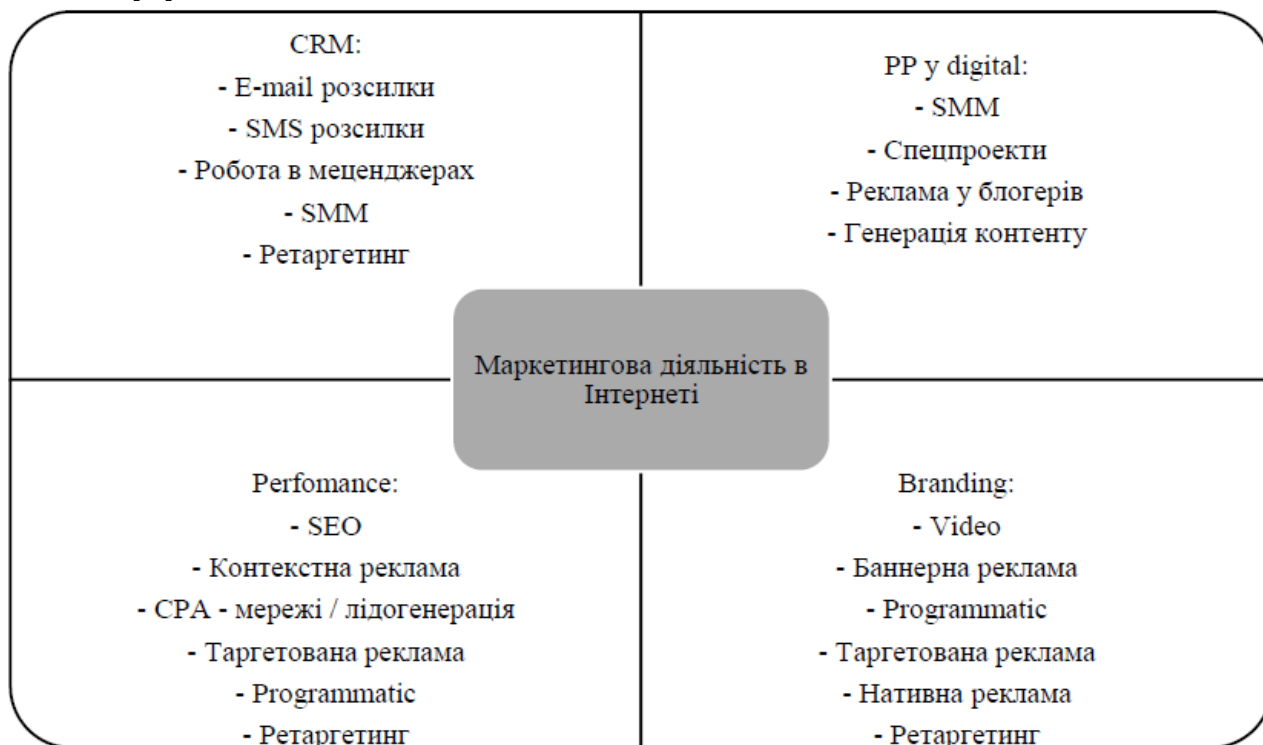 CRM:
- E-mail розсилки
- SMS розсилки
- Робота в меценджерах
- SMM
- Ретаргетинг
РР у digital:
- SMM
- Спецпроекти
- Реклама у блогерів
- Генерація контенту
Маркетингова діяльність в
Інтернеті
Perfomance:
- SEO
- Контекстна реклама
- CPA - мережі / лідогенерація
- Таргетована реклама
- Programmatic
- Ретаргетинг
Branding:
- Video
- Баннерна реклама
- Programmatic
- Таргетована реклама
- Нативна реклама
- Ретаргетинг